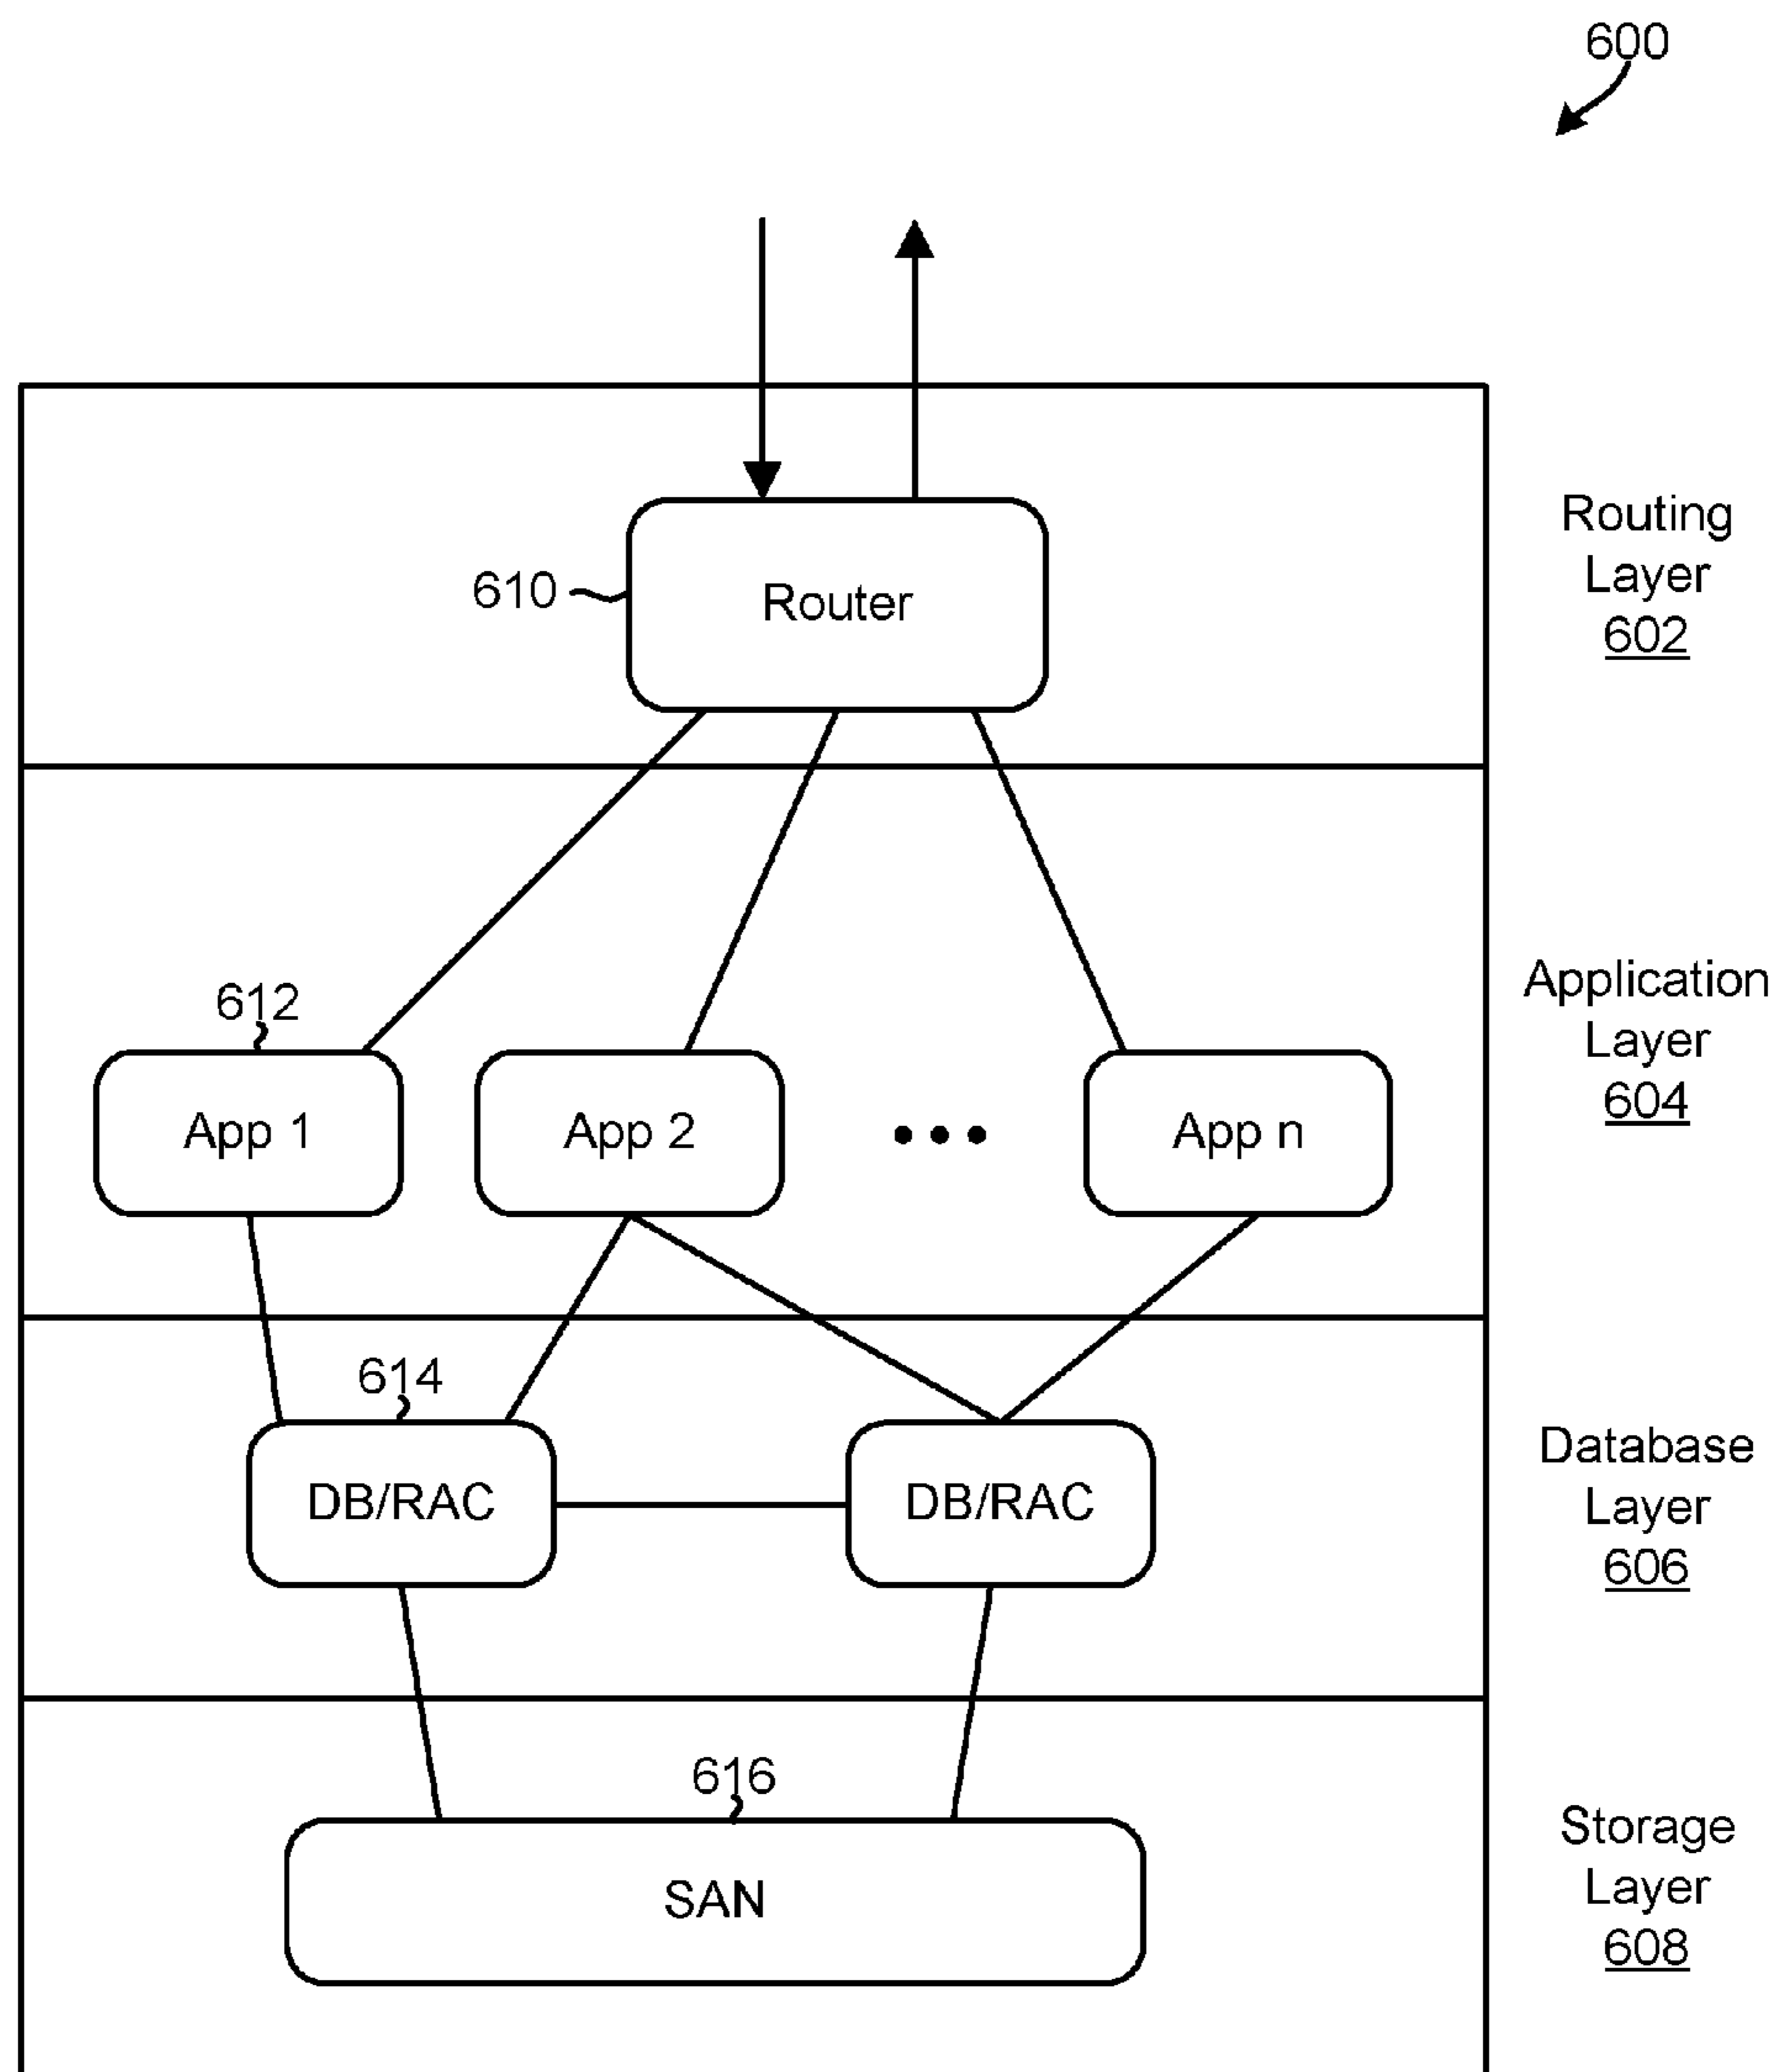 600
Routing
Layer
602
610
Router
Application
Layer
604
612
App 1
App 2
App n
Database
Layer
606
614
DB/RAC
DB/RAC
Storage
Layer
608
616
SAN